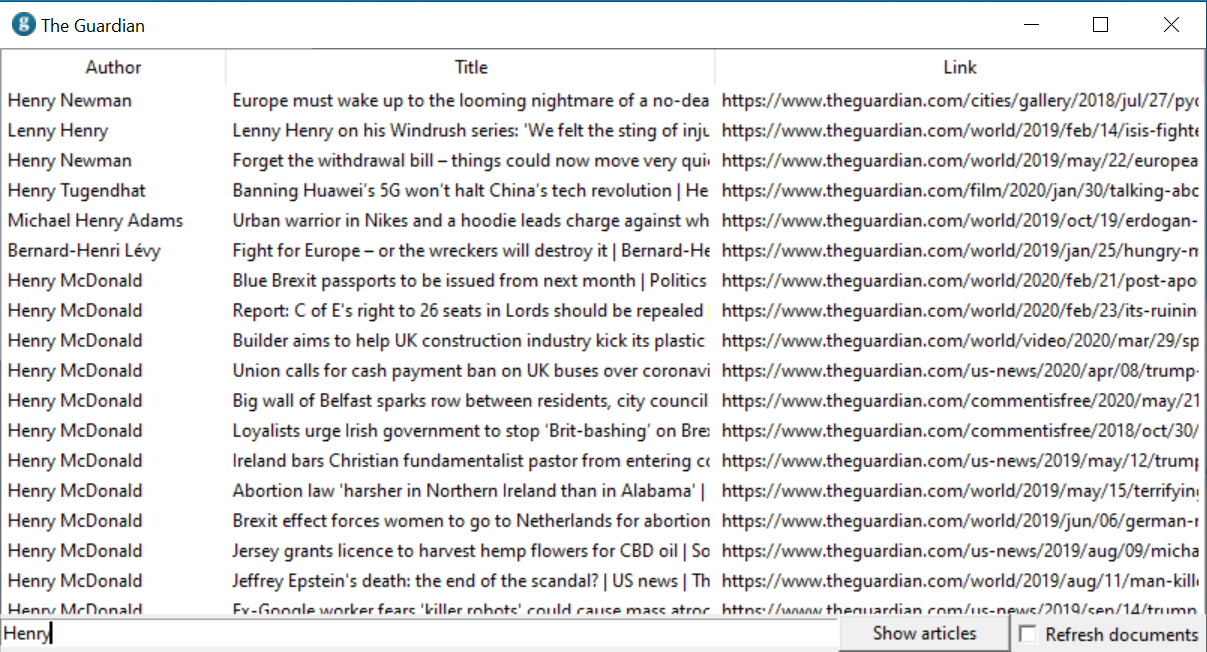 The Guardian
Author Title Link
Henry Newman Europe must wake up to the looming nightmare of a no-dea https://www.theguardian.com/cities/gallery/2018/jul/27/pyo
Lenny Henry Lenny Henry on his Windrush series: 'We felt the sting of inju https://www.theguardian.com/world/2019/feb/14/isis-fighte
Henry Newman Forget the withdrawal bill – things could now move very quic https://www.theguardian.com/world/2019/may/22/europea
Henry Tugendhat Banning Huawei's 5G won't halt China's tech revolution | He https://www.theguardian.com/film/2020/jan/30/talking-abo
Michael Henry Adams Urban warrior in Nikes and a hoodie leads charge against wh https://www.theguardian.com/world/2019/oct/19/erdogan-
Bernard-Henri Lévy Fight for Europe – or the wreckers will destroy it | Bernard-He https://www.theguardian.com/world/2019/jan/25/hungry-m
Henry McDonald Blue Brexit passports to be issued from next month | Politics https://www.theguardian.com/world/2020/feb/21/post-apo
Henry McDonald Report: C of E's right to 26 seats in Lords should be repealed https://www.theguardian.com/world/2020/feb/23/its-ruinin
Henry McDonald Builder aims to help UK construction industry kick its plastic https://www.theguardian.com/world/video/2020/mar/29/sp
Henry McDonald Union calls for cash payment ban on UK buses over coronavi https://www.theguardian.com/us-news/2020/apr/08/trump-
Henry McDonald Big wall of Belfast sparks row between residents, city council https://www.theguardian.com/commentisfree/2020/may/21
Henry McDonald Loyalists urge Irish government to stop ‘Brit-bashing’ on Brex https://www.theguardian.com/commentisfree/2018/oct/30/
Henry McDonald Ireland bars Christian fundamentalist pastor from entering co https://www.theguardian.com/us-news/2019/may/12/trump
Henry McDonald Abortion law 'harsher in Northern Ireland than in Alabama' | https://www.theguardian.com/world/2019/may/15/terrifying
Henry McDonald Brexit effect forces women to go to Netherlands for abortion https://www.theguardian.com/world/2019/jun/06/german-r
Henry McDonald Jersey grants licence to harvest hemp flowers for CBD oil | So https://www.theguardian.com/us-news/2019/aug/09/micha
Henry McDonald Jeffrey Epstein's death: the end of the scandal? | US news | Th https://www.theguardian.com/world/2019/aug/11/man-kill
Henry McDonald Ex-Google worker fears 'killer robots' could cause mass atroc https://www.theguardian.com/us-news/2019/sep/14/trump
Henry Show articles Refresh documents